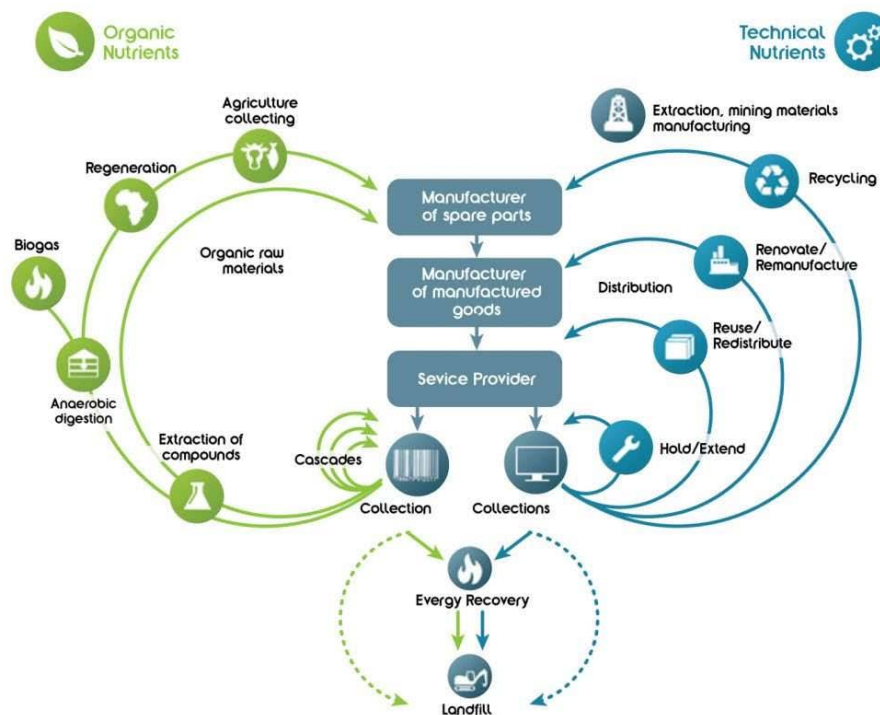 Organic
Nutrients
Technical
Nutrients
Agriculture
collecting
Extraction, mining materials
manufacturing
Regeneration
Recycling
Manufacturer
of spare parts
Biogas
Organic raw
materials
Renovate/
Remanufacture
Manufacturer
of manufactured
goods
Distribution
Reuse/
Redistribute
Sevice Provider
Anaerobic
digestion
Extraction of
compounds
Cascades
Hold/Extend
Collection
Collections
Evergy Recovery
Landfill